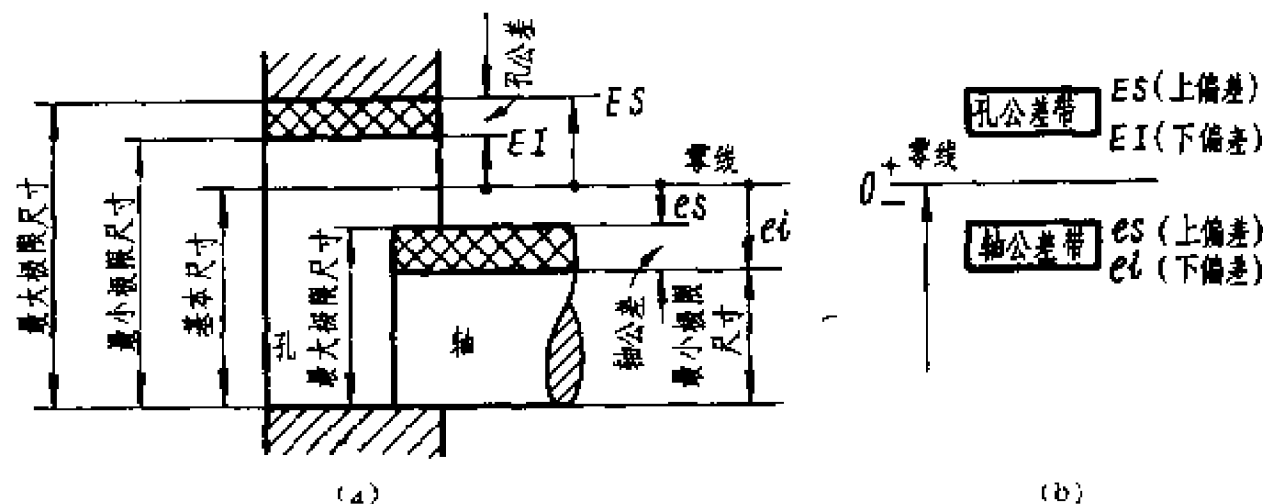 孔公差
ES
EI
零线
es
ei
最大极限尺寸
最小极限尺寸
基本尺寸
孔
最大极限尺寸
轴
轴公差
最小极限
尺寸
(a)
孔公差带
ES(上偏差)
EI(下偏差)
0
+
零线
-
轴公差带
es(上偏差)
ei(下偏差)
(b)